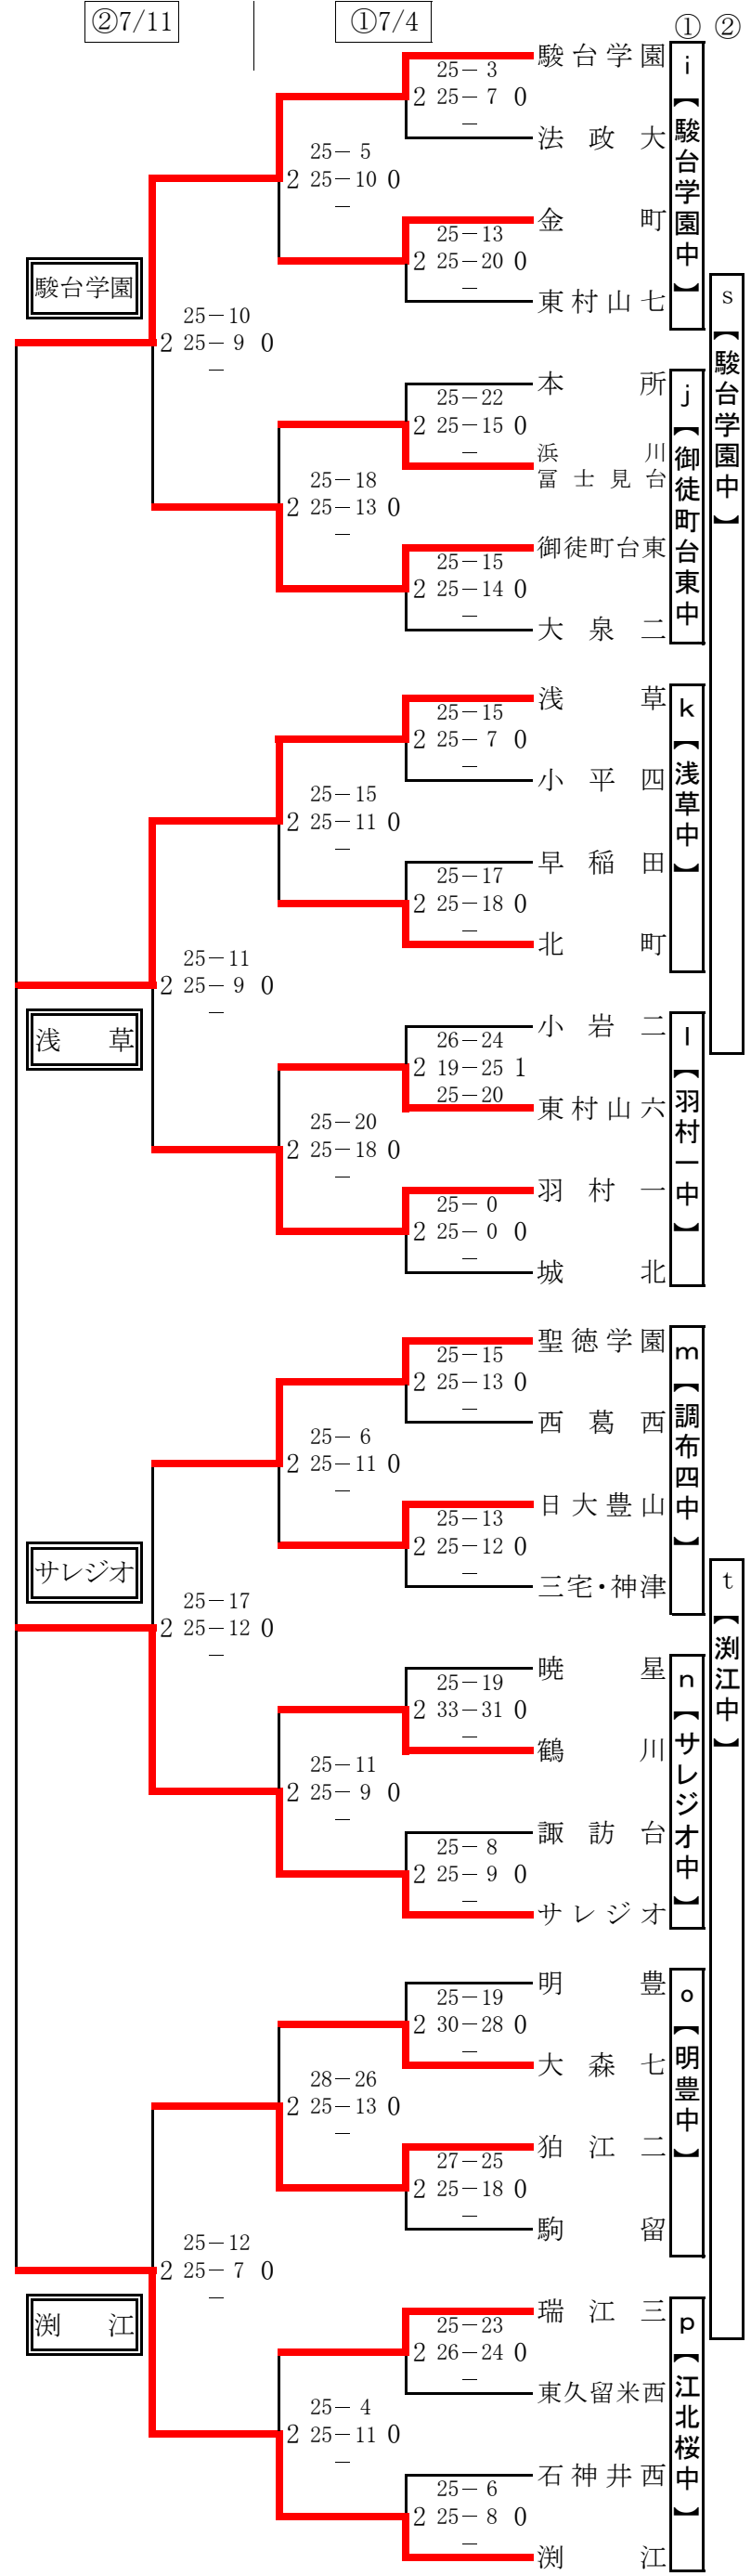 ②7/11
①7/4
① ②
駿台学園
25－ 3
2 25－ 7 0
－
法政大
25－ 5
2 25－10 0
－
金町
25－13
2 25－20 0
－
東村山七
i【駿台学園中】
駿台学園
25－10
2 25－ 9 0
－
s【駿台学園中】
本所
25－22
2 25－15 0
－
浜川
冨士見台
25－18
2 25－13 0
－
御徒町台東
25－15
2 25－14 0
－
大泉二
j【御徒町台東中】
浅草
25－15
2 25－ 7 0
－
小平四
25－15
2 25－11 0
－
早稲田
25－17
2 25－18 0
－
北町
k【浅草中】
25－11
2 25－ 9 0
－
浅草
小岩二
26－24
2 19－25 1
25－20
東村山六
25－20
2 25－18 0
－
羽村一
25－ 0
2 25－ 0 0
－
城北
l【羽村一中】
聖徳学園
25－15
2 25－13 0
－
西葛西
25－ 6
2 25－11 0
－
日大豊山
25－13
2 25－12 0
－
三宅・神津
m【調布四中】
サレジオ
25－17
2 25－12 0
－
t【渕江中】
暁星
25－19
2 33－31 0
－
鶴川
25－11
2 25－ 9 0
－
諏訪台
25－ 8
2 25－ 9 0
－
サレジオ
n【サレジオ中】
明豊
25－19
2 30－28 0
－
大森七
28－26
2 25－13 0
－
狛江二
27－25
2 25－18 0
－
駒留
o【明豊中】
25－12
2 25－ 7 0
－
渕江
瑞江三
25－23
2 26－24 0
－
東久留米西
25－ 4
2 25－11 0
－
石神井西
25－ 6
2 25－ 8 0
－
渕江
p【江北桜中】